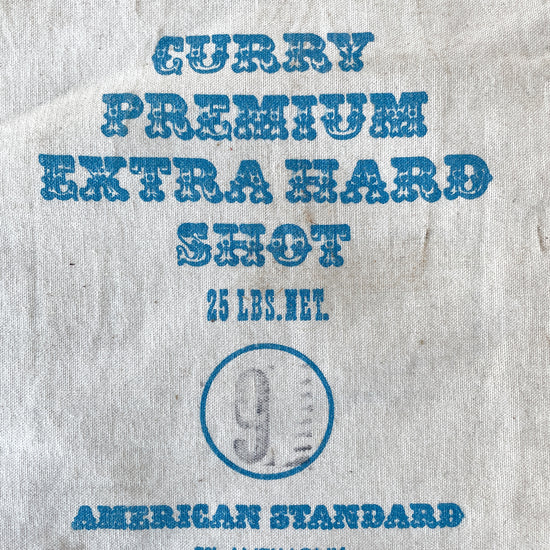 CURRY
PREMIUM
EXTRA HARD
SHOT
25 LBS. NET.
9
AMERICAN STANDARD